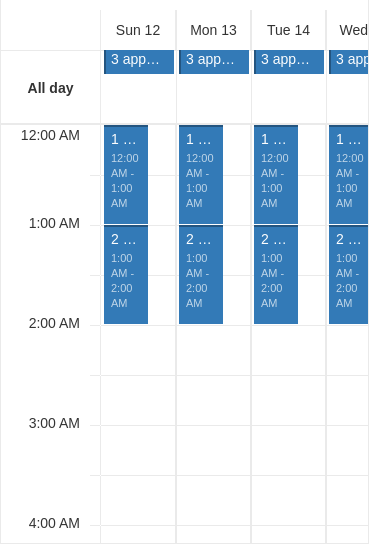 Sun 12 Mon 13 Tue 14 Wed
All day 3 app… 3 app… 3 app… 3 app
12:00 AM 1 … 1 … 1 … 1 …
12:00 12:00 12:00 12:00
AM - AM - AM - AM -
1:00 1:00 1:00 1:00
AM AM AM AM
1:00 AM 2 … 2 … 2 … 2 …
1:00 1:00 1:00 1:00
AM - AM - AM - AM -
2:00 2:00 2:00 2:00
AM AM AM AM
2:00 AM
3:00 AM
4:00 AM